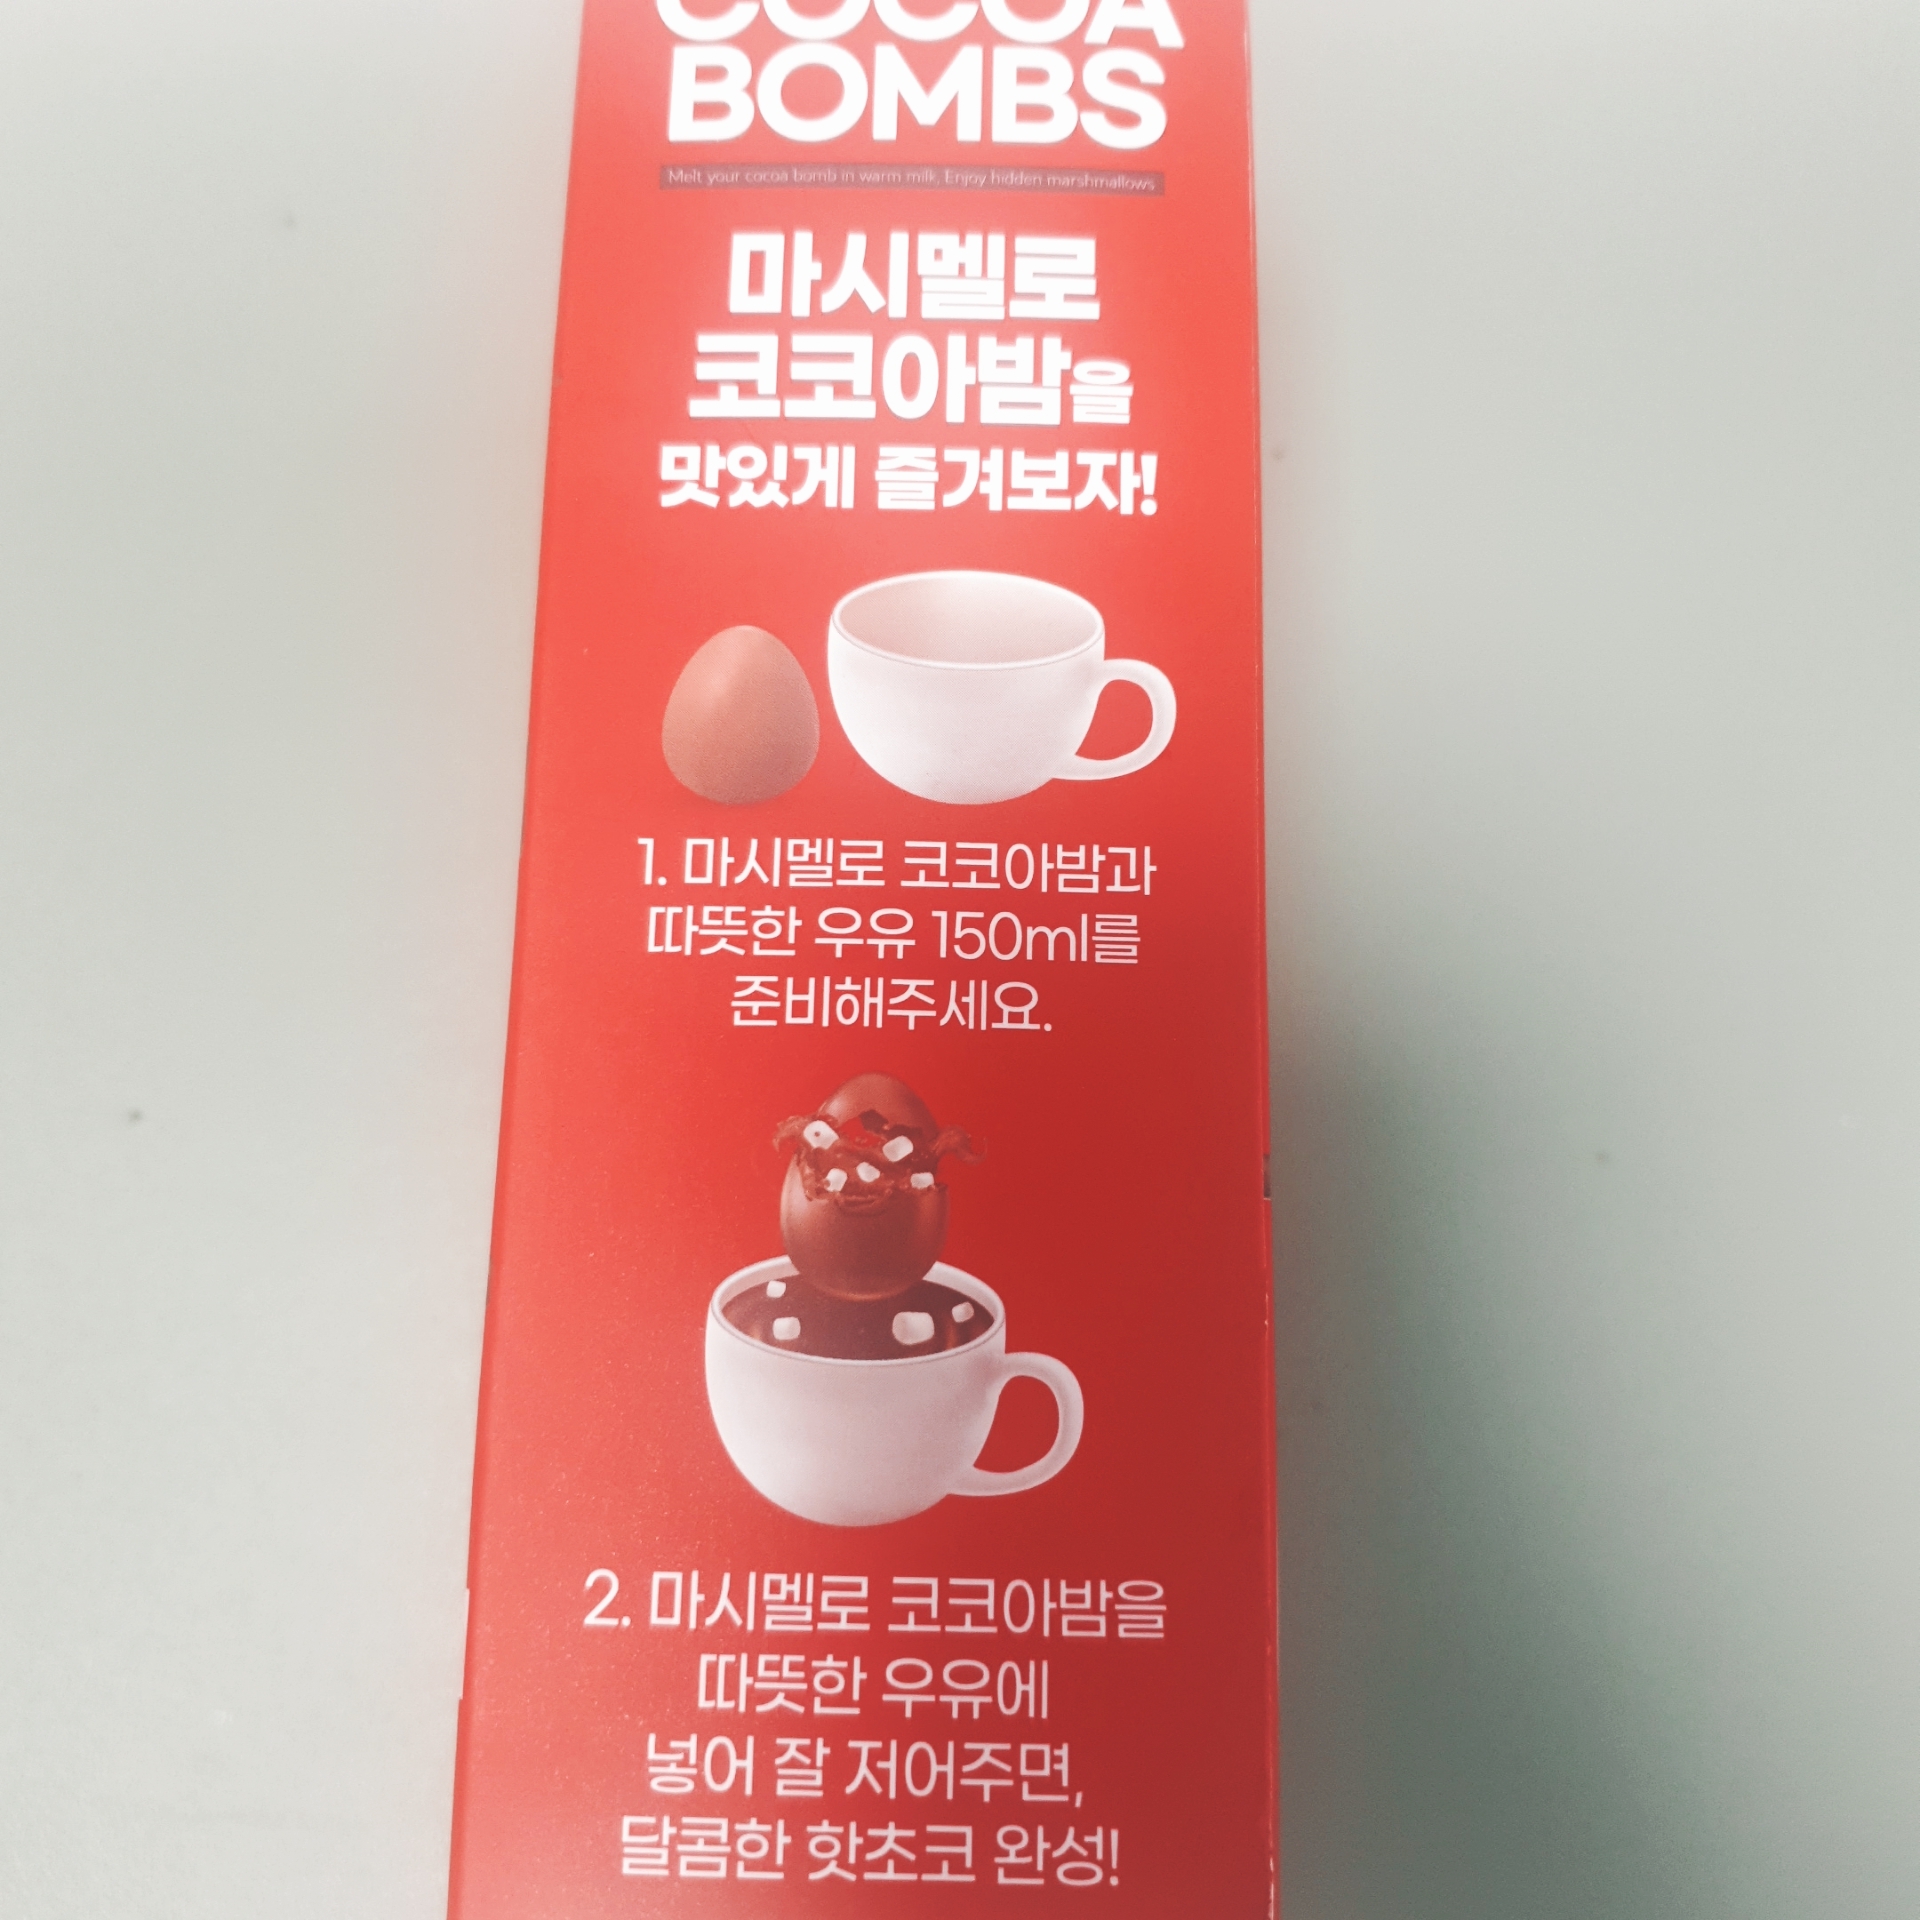 COCOA
BOMBS
Melt your cocoa bomb in warm milk, Enjoy hidden marshmallows
마시멜로
코코아밤을
맛있게 즐겨보자!
1. 마시멜로 코코아밤과
따뜻한 우유 150ml를
준비해주세요.
2. 마시멜로 코코아밤을
따뜻한 우유에
넣어 잘 저어주면,
달콤한 핫초코 완성!